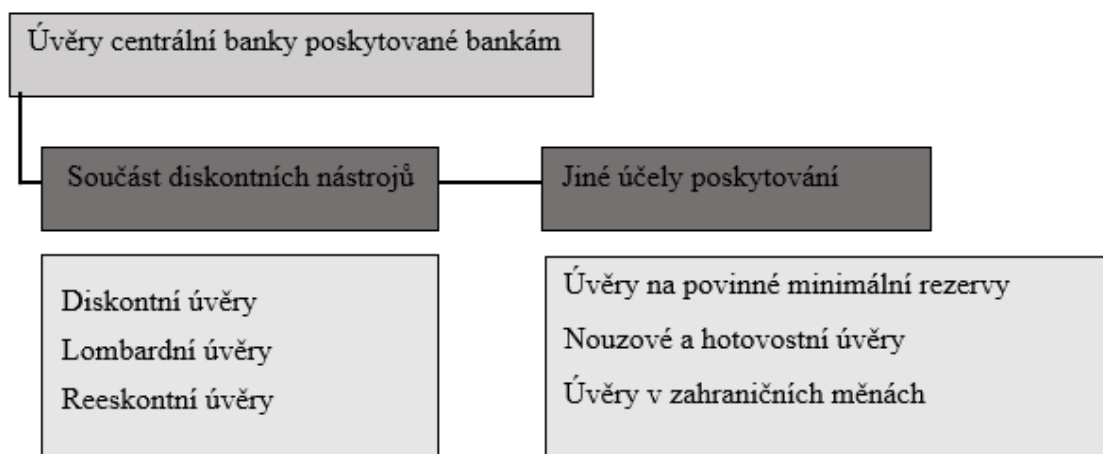 Úvěry centrální banky poskytované bankám
Součást diskontních nástrojů
Jiné účely poskytování
Diskontní úvěry
Lombardní úvěry
Reeskontní úvěry
Úvěry na povinné minimální rezervy
Nouzové a hotovostní úvěry
Úvěry v zahraničních měnách